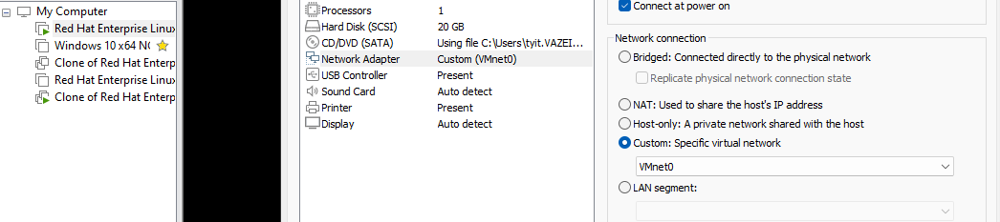 My Computer
Red Hat Enterprise Linux
Windows 10 x64 NC
Clone of Red Hat Enterp
Red Hat Enterprise Linux
Clone of Red Hat Enterp
Processors 1
Hard Disk (SCSI) 20 GB
CD/DVD (SATA) Using file C:\Users\tyit.VAZEI...
Network Adapter Custom (VMnet0)
USB Controller Present
Sound Card Auto detect
Printer Present
Display Auto detect
Connect at power on
Network connection
Bridged: Connected directly to the physical network
Replicate physical network connection state
NAT: Used to share the host's IP address
Host-only: A private network shared with the host
Custom: Specific virtual network
VMnet0
LAN segment: